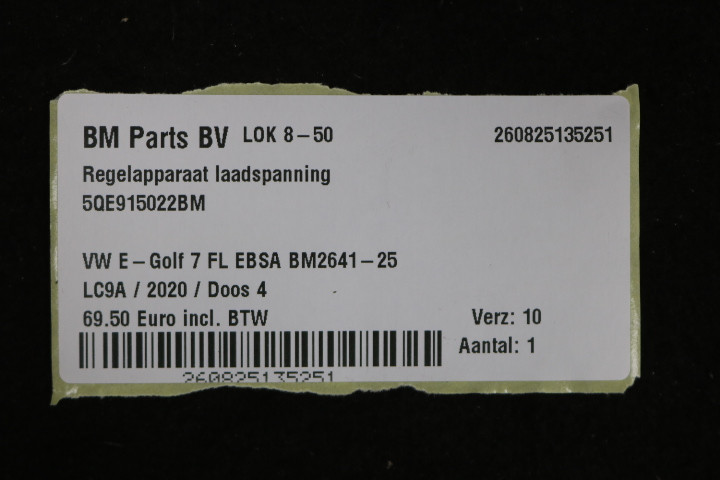 BM Parts BV LOK 8-50 260825135251
Regelapparaat laadspanning
5QE915022BM
VW E-Golf 7 FL EBSA BM2641-25
LC9A / 2020 / Doos 4
69.50 Euro incl. BTW Verz: 10
Aantal: 1
260825135251